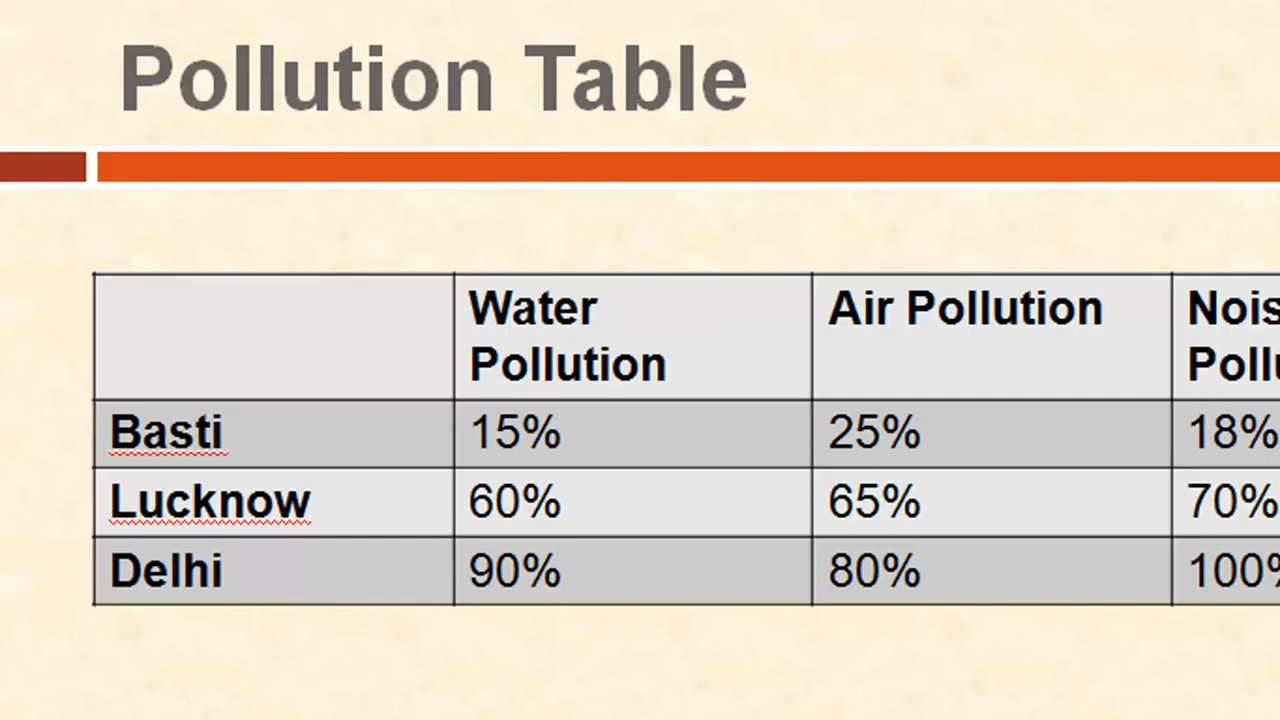 Pollution Table
Water Pollution Air Pollution
Basti 15% 25% 18%
Lucknow 60% 65% 70%
Delhi 90% 80%